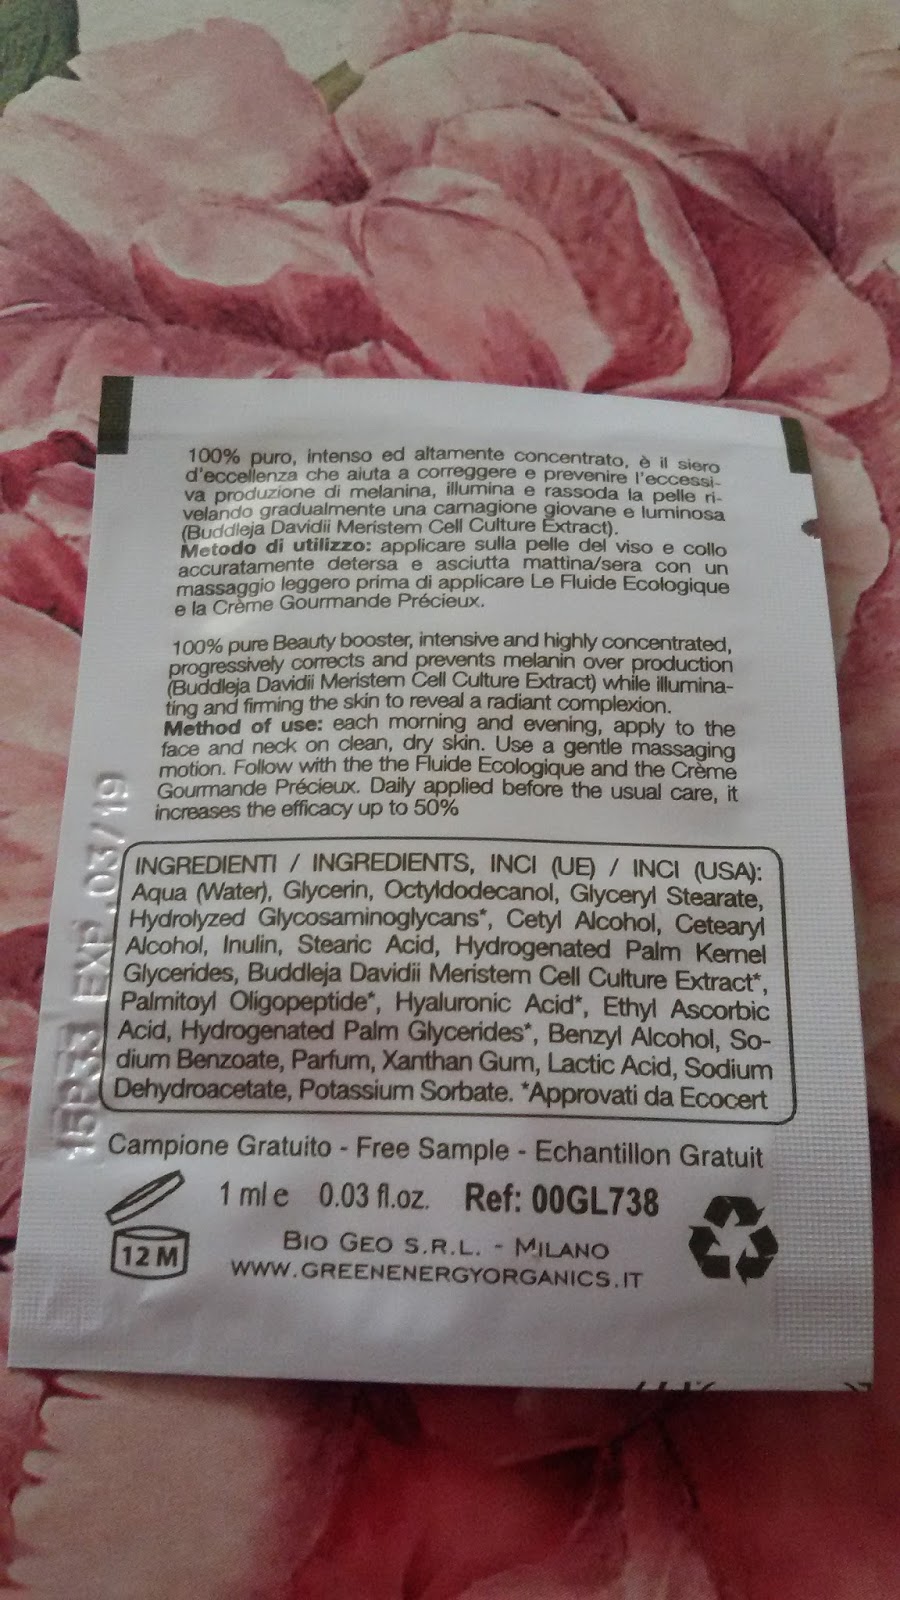 100% puro, intenso ed altamente concentrato, è il siero
d'eccellenza che aiuta a correggere e prevenire l'eccessi-
va produzione di melanina, illumina e rassoda la pelle ri-
velando gradualmente una carnagione giovane e luminosa
(Buddleja Davidii Meristem Cell Culture Extract).
Metodo di utilizzo: applicare sulla pelle del viso e collo
accuratamente detersa e asciutta mattina/sera con un
massaggio leggero prima di applicare Le Fluide Ecologique
e la Crème Gourmande Précieux.
100% pure Beauty booster, intensive and highly concentrated,
progressively corrects and prevents melanin over production
(Buddleja Davidii Meristem Cell Culture Extract) while illumina-
ting and firming the skin to reveal a radiant complexion.
Method of use: each morning and evening, apply to the
face and neck on clean, dry skin. Use a gentle massaging
motion. Follow with the the Fluide Ecologique and the Crème
Gourmande Précieux. Daily applied before the usual care, it
increases the efficacy up to 50%
INGREDIENTI / INGREDIENTS, INCI (UE) / INCI (USA):
Aqua (Water), Glycerin, Octyldodecanol, Glyceryl Stearate,
Hydrolyzed Glycosaminoglycans*, Cetyl Alcohol, Cetearyl
Alcohol, Inulin, Stearic Acid, Hydrogenated Palm Kernel
Glycerides, Buddleja Davidii Meristem Cell Culture Extract*,
Palmitoyl Oligopeptide*, Hyaluronic Acid*, Ethyl Ascorbic
Acid, Hydrogenated Palm Glycerides*, Benzyl Alcohol, So-
dium Benzoate, Parfum, Xanthan Gum, Lactic Acid, Sodium
Dehydroacetate, Potassium Sorbate. *Approvati da Ecocert
Campione Gratuito - Free Sample - Echantillon Gratuit
1 ml e 0.03 fl.oz. Ref: 00GL738
12 M
BIO GEO S.R.L. - MILANO
WWW.GREENENERGYORGANICS.IT
EXP 03/19